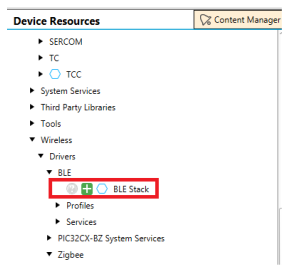 Device Resources
Content Manager
SERCOM
TC
TCC
System Services
Third Party Libraries
Tools
Wireless
Drivers
BLE
BLE Stack
Profiles
Services
PIC32CX-BZ System Services
Zigbee